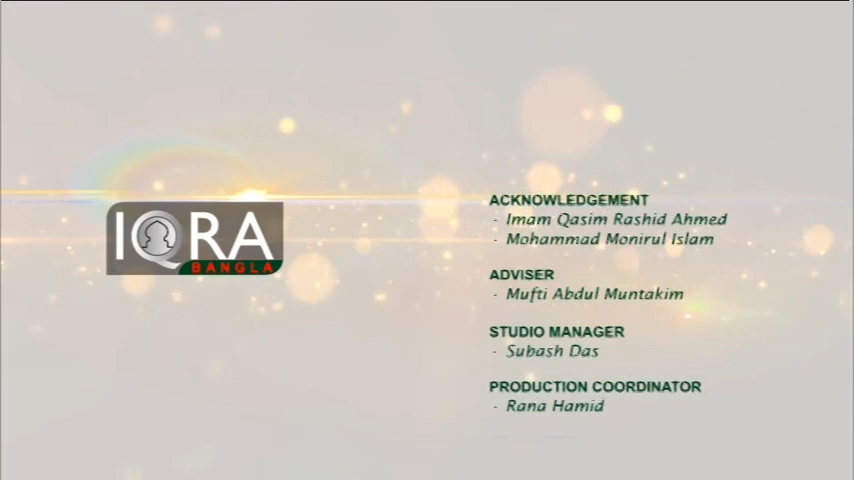 IQRA
BANGLA
ACKNOWLEDGEMENT
- Imam Qasim Rashid Ahmed
- Mohammad Monirul Islam
ADVISER
- Mufti Abdul Muntakim
STUDIO MANAGER
- Subash Das
PRODUCTION COORDINATOR
- Rana Hamid